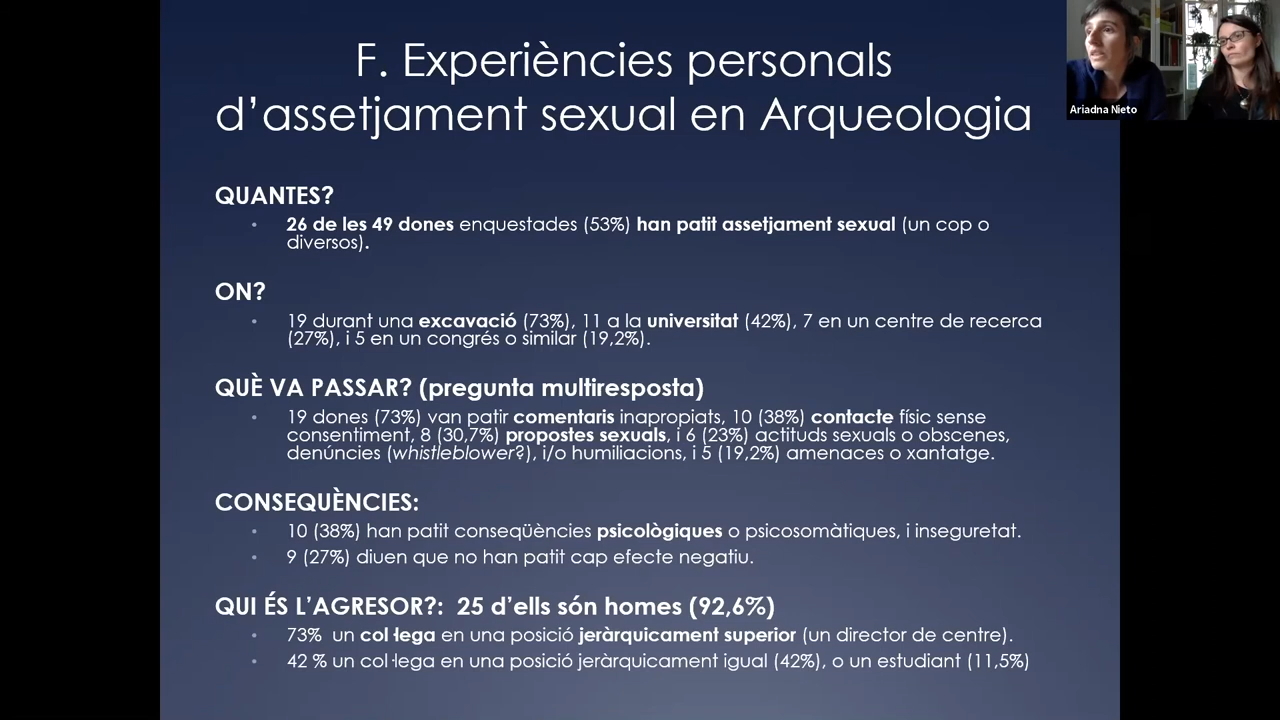 F. Experiències personals
d'assetjament sexual en Arqueologia
Ariadna Nieto
QUANTES?
• 26 de les 49 dones enquestades (53%) han patit assetjament sexual (un cop o
diversos).
ON?
• 19 durant una excavació (73%), 11 a la universitat (42%), 7 en un centre de recerca
(27%), i 5 en un congrés o similar (19,2%).
QUÈ VA PASSAR? (pregunta multiresposta)
• 19 dones (73%) van patir comentaris inapropiats, 10 (38%) contacte físic sense
consentiment, 8 (30,7%) propostes sexuals, i 6 (23%) actituds sexuals o obscenes,
denúncies (whistleblower?), i/o humiliacions, i 5 (19,2%) amenaces o xantatge.
CONSEQUÈNCIES:
• 10 (38%) han patit conseqüències psicològiques o psicosomàtiques, i inseguretat.
• 9 (27%) diuen que no han patit cap efecte negatiu.
QUI ÉS L'AGRESOR?: 25 d'ells són homes (92,6%)
• 73% un col·lega en una posició jeràrquicament superior (un director de centre).
• 42 % un col·lega en una posició jeràrquicament igual (42%), o un estudiant (11,5%)